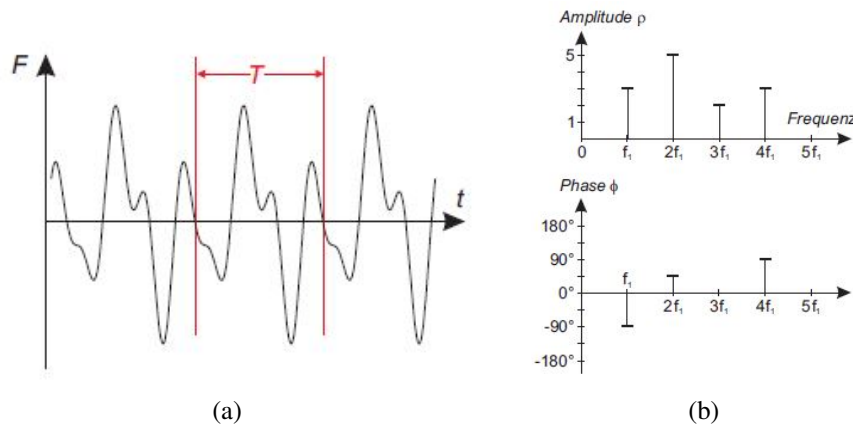 F
T
t
(a)
Amplitude ρ
5
1
Frequenz
0 f₁ 2f₁ 3f₁ 4f₁ 5f₁
Phase ϕ
180°
90°
f₁
0°
2f₁ 3f₁ 4f₁ 5f₁
-90°
-180°
(b)